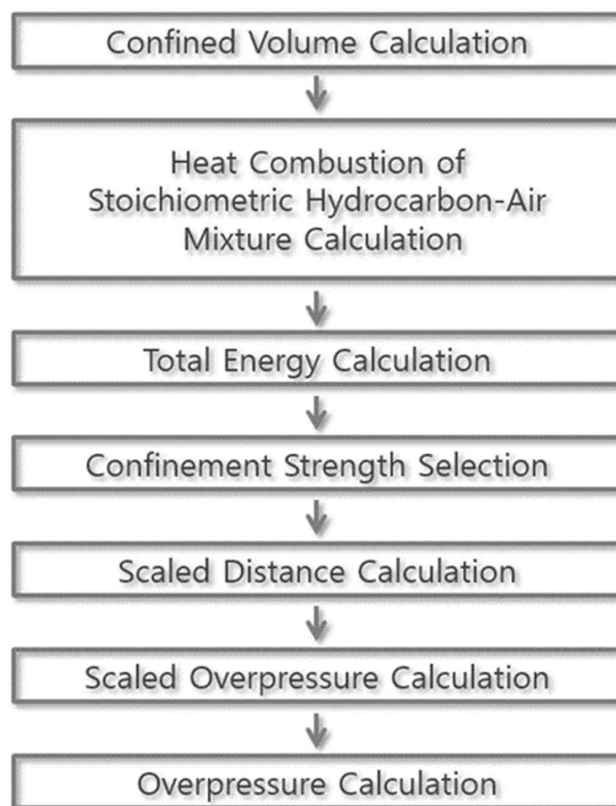 Confined Volume Calculation
Heat Combustion of
Stoichiometric Hydrocarbon-Air
Mixture Calculation
Total Energy Calculation
Confinement Strength Selection
Scaled Distance Calculation
Scaled Overpressure Calculation
Overpressure Calculation